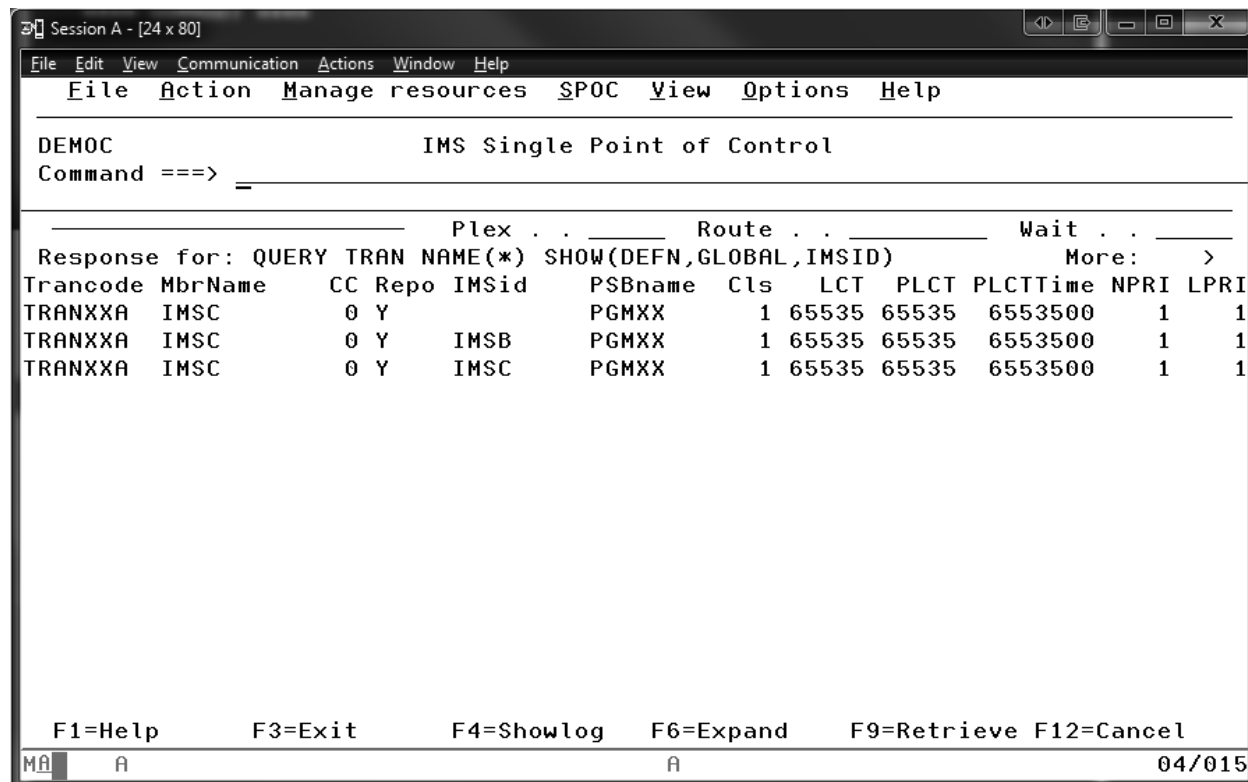 Session A - [24 x 80]
File Edit View Communication Actions Window Help
File Action Manage resources SPOC View Options Help
DEMOC IMS Single Point of Control
Command ===>
Plex . . Route . . Wait . .
Response for: QUERY TRAN NAME(*) SHOW(DEFN,GLOBAL,IMSID) More: >
Trancode MbrName CC Repo IMSid PSBname Cls LCT PLCT PLCTTime NPRI LPRI
TRANXXA IMSC 0 Y PGMXX 1 65535 65535 6553500 1 1
TRANXXA IMSC 0 Y IMSB PGMXX 1 65535 65535 6553500 1 1
TRANXXA IMSC 0 Y IMSC PGMXX 1 65535 65535 6553500 1 1
F1=Help F3=Exit F4=Showlog F6=Expand F9=Retrieve F12=Cancel
MA A A 04/015